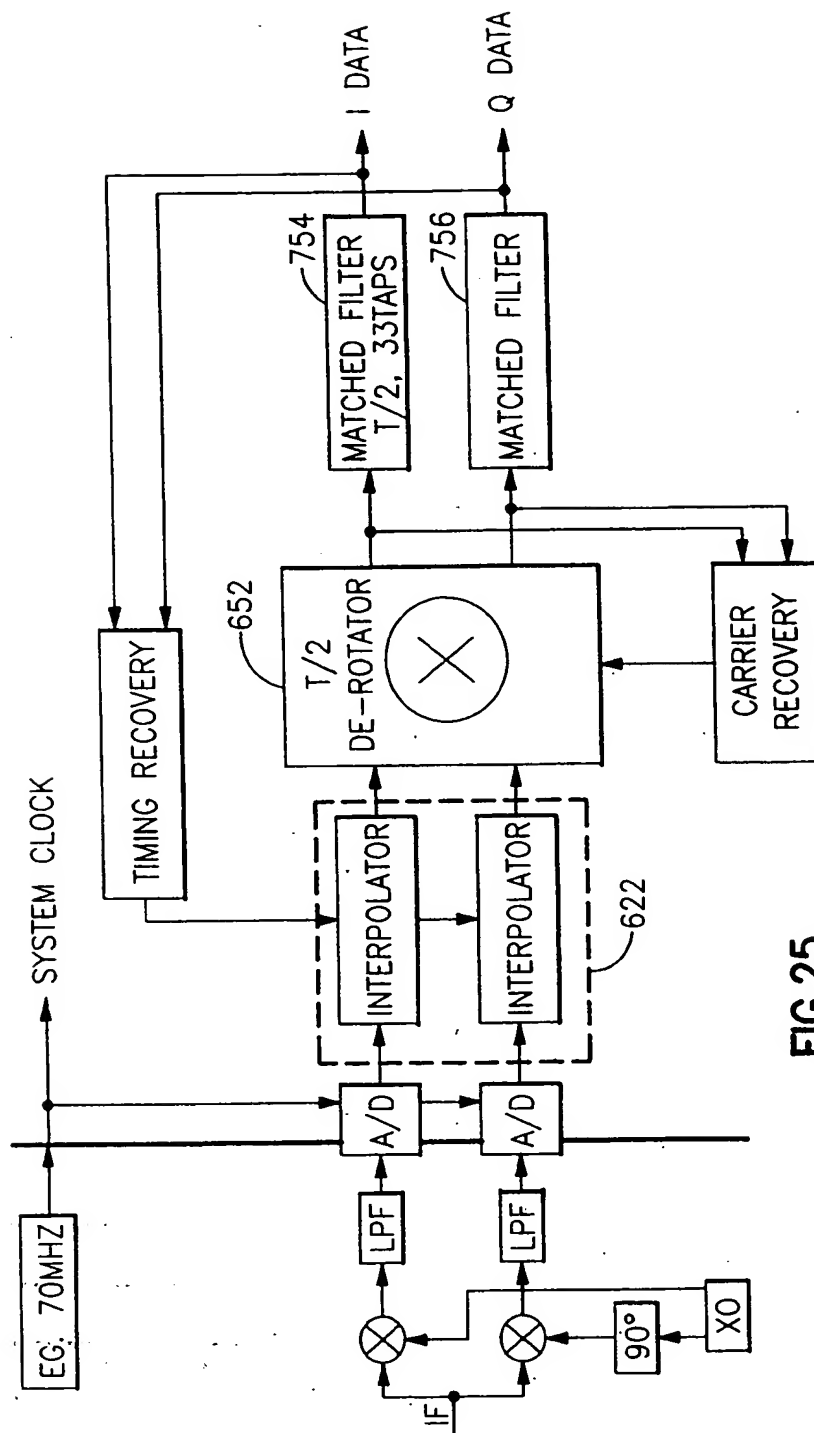 EG. 70MHZ
SYSTEM CLOCK
TIMING RECOVERY
IF
LPF
A/D
INTERPOLATOR
652
T/2
DE-ROTATOR
754
MATCHED FILTER
T/2, 33TAPS
I DATA
LPF
A/D
INTERPOLATOR
756
MATCHED FILTER
Q DATA
90°
XO
622
CARRIER
RECOVERY
FIG.25